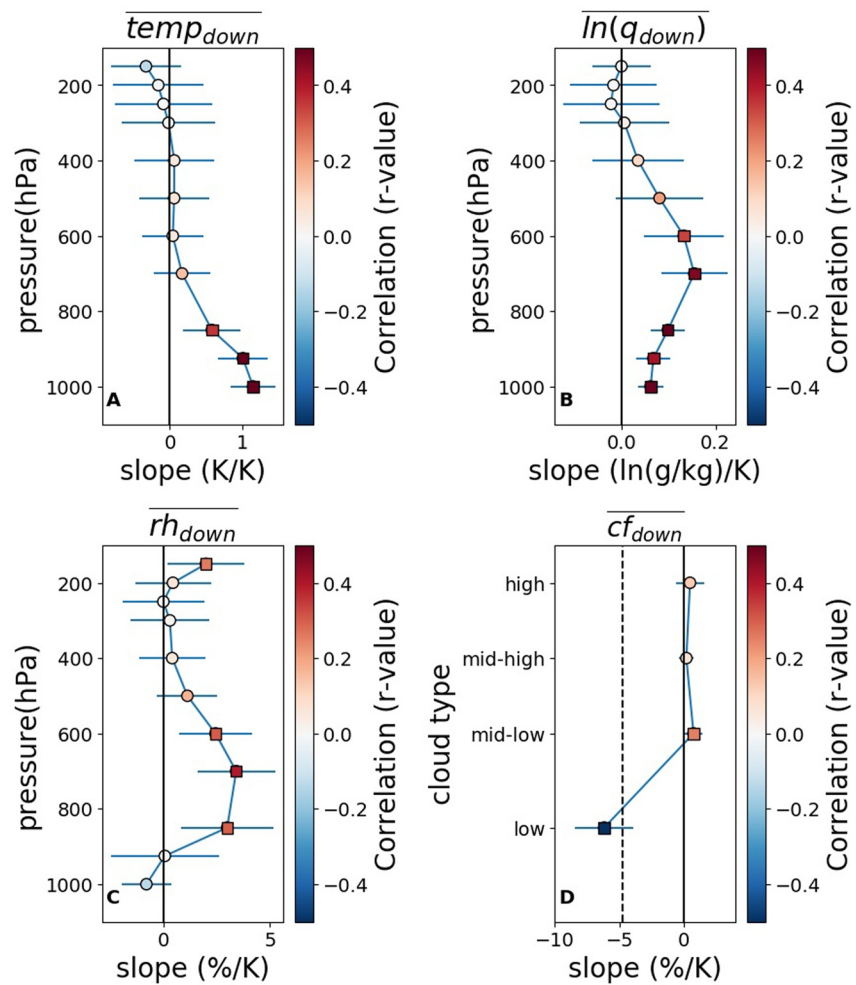 temp_down
200
400
600
800
1000
pressure(hPa)
A
0 1
slope (K/K)
0.4
0.2
0.0
−0.2
−0.4
Correlation (r-value)
ln(q_down)
200
400
600
800
1000
pressure(hPa)
B
0.0 0.2
slope (ln(g/kg)/K)
0.4
0.2
0.0
−0.2
−0.4
Correlation (r-value)
rh_down
200
400
600
800
1000
pressure(hPa)
C
0 5
slope (%/K)
0.4
0.2
0.0
−0.2
−0.4
Correlation (r-value)
cf_down
high
mid-high
mid-low
low
cloud type
D
−10 −5 0
slope (%/K)
0.4
0.2
0.0
−0.2
−0.4
Correlation (r-value)